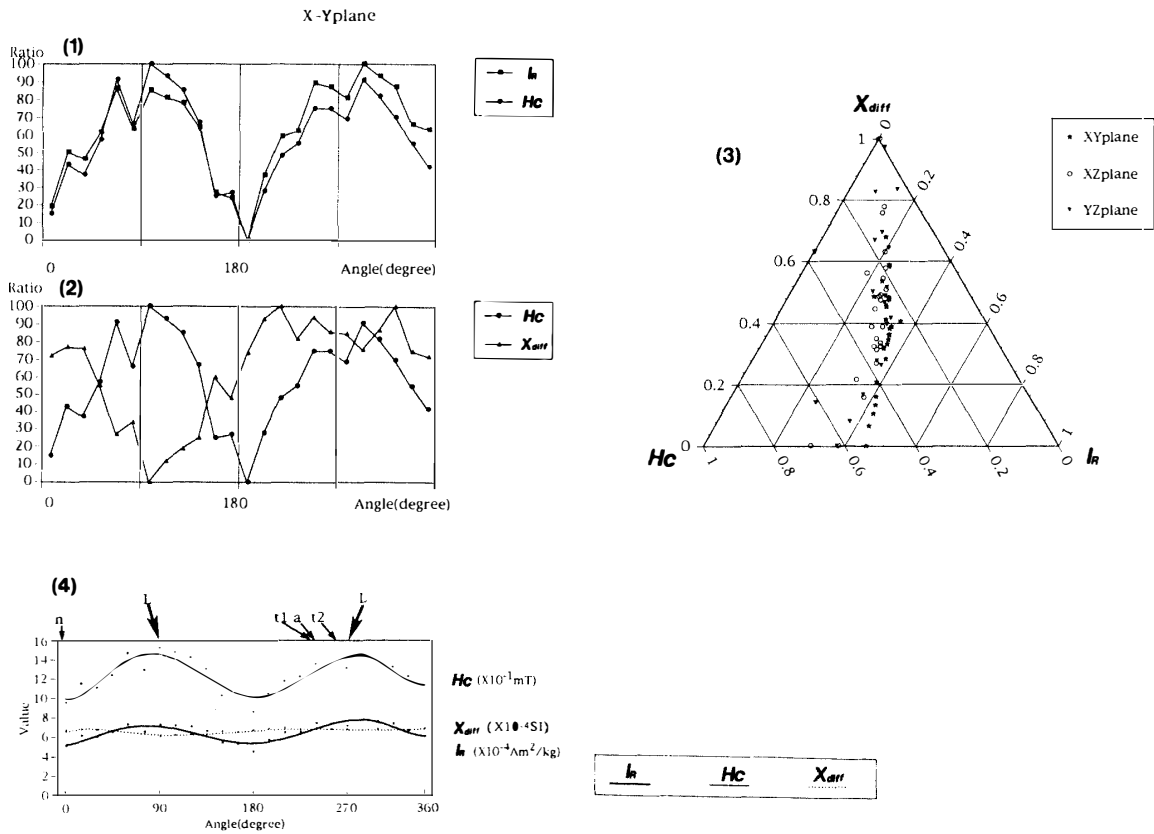 X-Yplane
Ratio (1)
100
90
80
70
60
50
40
30
20
10
0
0 180 Angle(degree)
IR
Hc
(2)
Ratio
100
90
80
70
60
50
40
30
20
10
0
0 180 Angle(degree)
Hc
Xdiff
(3)
Xdiff
1 0
0.8 0.2
0.6 0.4
0.4 0.6
0.2 0.8
0 1
Hc IR
1 0.8 0.6 0.4 0.2 0
XYplane
XZplane
YZplane
(4)
n L t1 a t2 L
16
14
12
10
8
6
4
2
0
Value
0 90 180 270 360
Angle(degree)
Hc (X10-1mT)
Xdiff (X10-4SI)
IR (X10-4Am2/kg)
IR Hc Xdiff